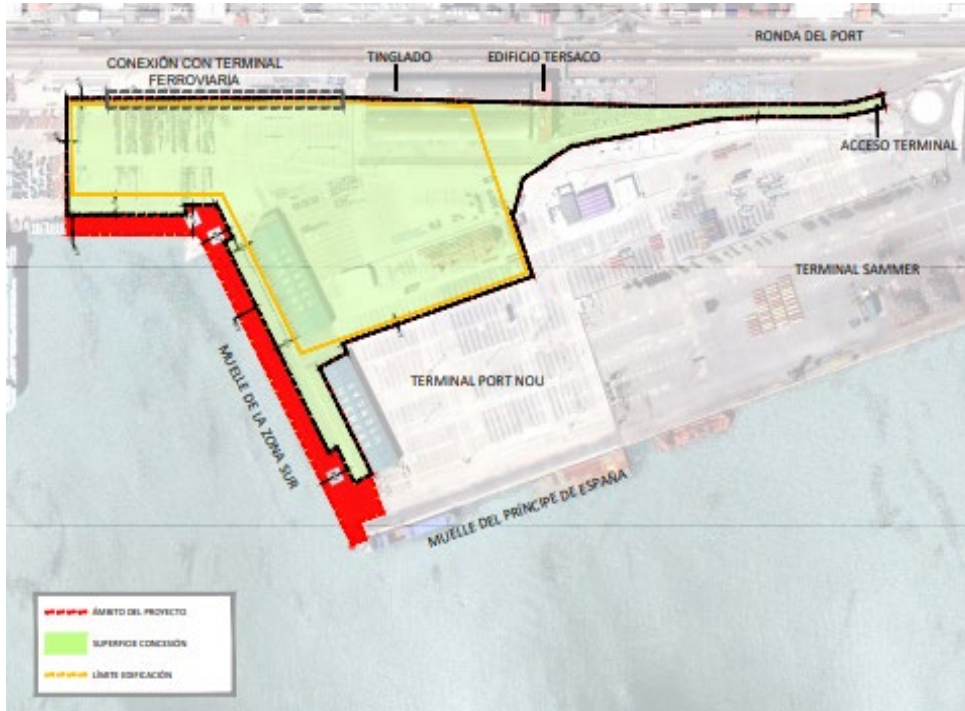 RONDA DEL PORT
TINGLADO
EDIFICIO TERSACO
CONEXIÓN CON TERMINAL
FERROVIARIA
ACCESO TERMINAL
TERMINAL SAMMER
TERMINAL PORT NOU
MUELLE DE LA ZONA SUR
MUELLE DEL PRÍNCIPE DE ESPAÑA
ÁMBITO DEL PROYECTO
SUPERFICIE CONCESIÓN
LÍMITE EDIFICACIÓN